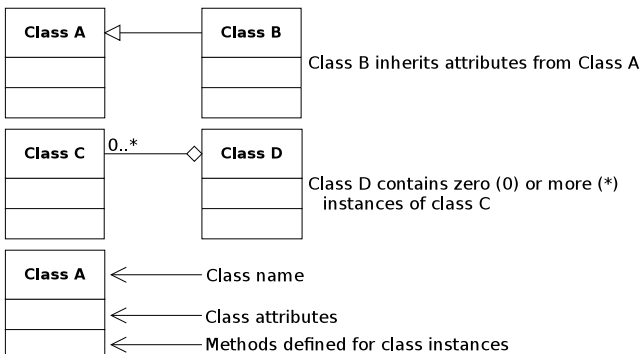 Class A
Class B
Class B inherits attributes from Class A
Class C
0..*
Class D
Class D contains zero (0) or more (*)
instances of class C
Class A
Class name
Class attributes
Methods defined for class instances